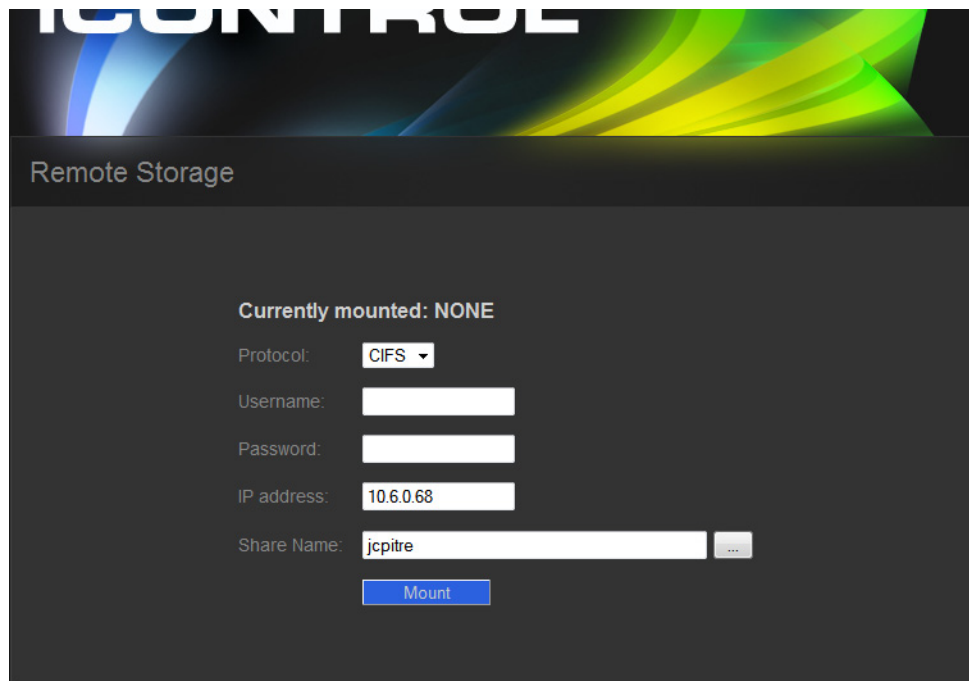 iCONTROL
Remote Storage
Currently mounted: NONE
Protocol: CIFS
Username:
Password:
IP address: 10.6.0.68
Share Name: jcpitre ...
Mount